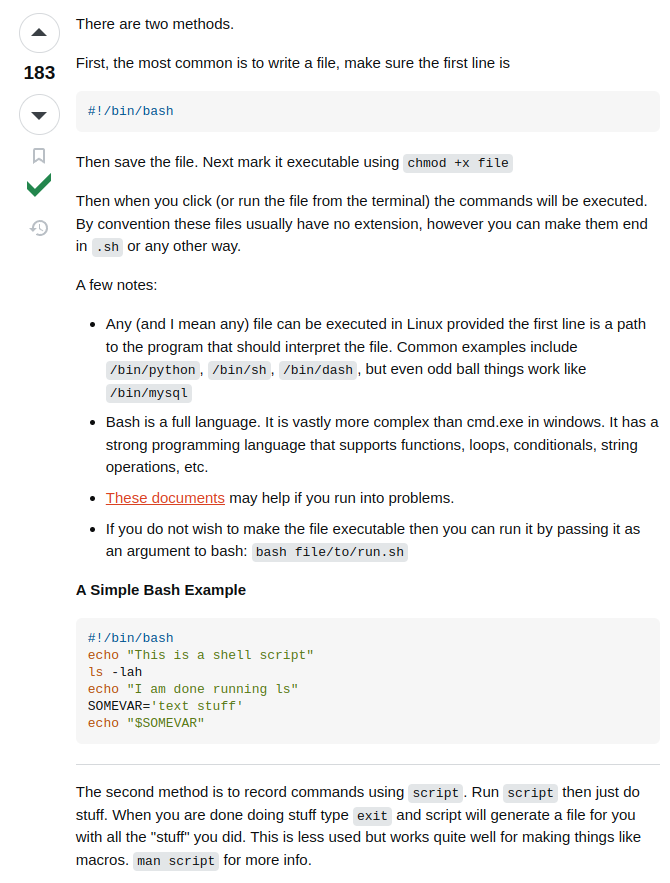 There are two methods.
183
First, the most common is to write a file, make sure the first line is
#!/bin/bash
Then save the file. Next mark it executable using chmod +x file
Then when you click (or run the file from the terminal) the commands will be executed.
By convention these files usually have no extension, however you can make them end
in .sh or any other way.
A few notes:
• Any (and I mean any) file can be executed in Linux provided the first line is a path
to the program that should interpret the file. Common examples include
/bin/python, /bin/sh, /bin/dash, but even odd ball things work like
/bin/mysql
• Bash is a full language. It is vastly more complex than cmd.exe in windows. It has a
strong programming language that supports functions, loops, conditionals, string
operations, etc.
• These documents may help if you run into problems.
• If you do not wish to make the file executable then you can run it by passing it as
an argument to bash: bash file/to/run.sh
A Simple Bash Example
#!/bin/bash
echo "This is a shell script"
ls -lah
echo "I am done running ls"
SOMEVAR='text stuff'
echo "$SOMEVAR"
The second method is to record commands using script. Run script then just do
stuff. When you are done doing stuff type exit and script will generate a file for you
with all the "stuff" you did. This is less used but works quite well for making things like
macros. man script for more info.